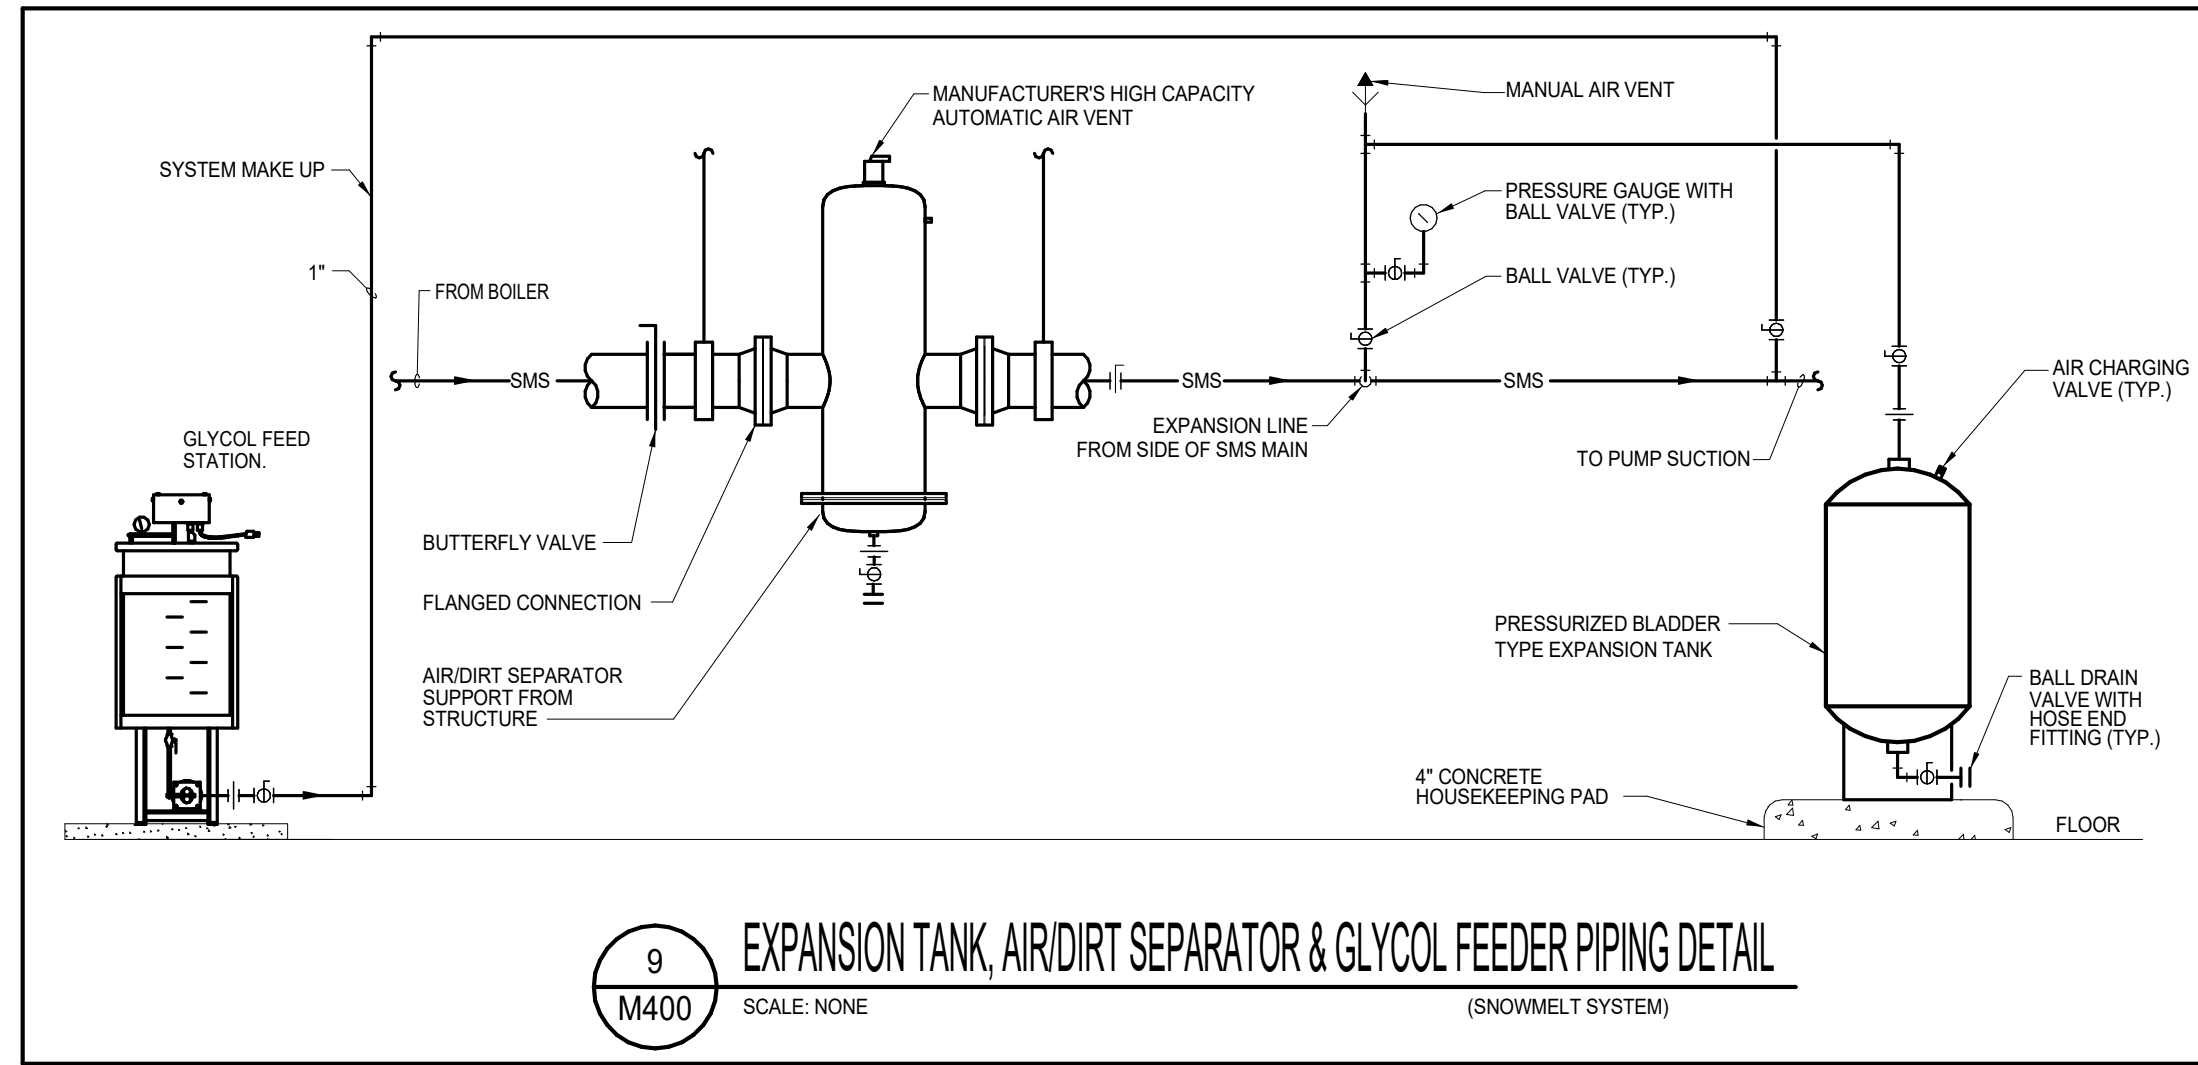 MANUFACTURER'S HIGH CAPACITY
AUTOMATIC AIR VENT
MANUAL AIR VENT
SYSTEM MAKE UP
PRESSURE GAUGE WITH
BALL VALVE (TYP.)
1"
FROM BOILER
BALL VALVE (TYP.)
SMS
SMS
SMS
AIR CHARGING
VALVE (TYP.)
EXPANSION LINE
FROM SIDE OF SMS MAIN
TO PUMP SUCTION
GLYCOL FEED
STATION.
BUTTERFLY VALVE
FLANGED CONNECTION
PRESSURIZED BLADDER
TYPE EXPANSION TANK
AIR/DIRT SEPARATOR
SUPPORT FROM
STRUCTURE
BALL DRAIN
VALVE WITH
HOSE END
FITTING (TYP.)
4" CONCRETE
HOUSEKEEPING PAD
FLOOR
9
M400
EXPANSION TANK, AIR/DIRT SEPARATOR & GLYCOL FEEDER PIPING DETAIL
SCALE: NONE
(SNOWMELT SYSTEM)